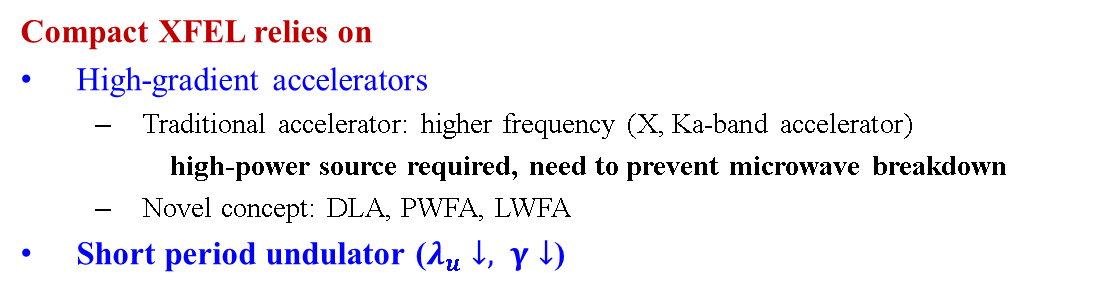 Compact XFEL relies on
• High-gradient accelerators
– Traditional accelerator: higher frequency (X, Ka-band accelerator)
high-power source required, need to prevent microwave breakdown
– Novel concept: DLA, PWFA, LWFA
• Short period undulator (λᵤ ↓, γ ↓)